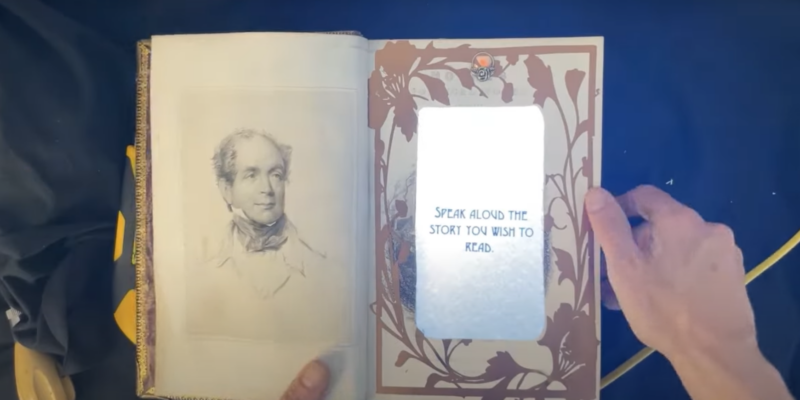 SPEAK ALOUD THE
STORY YOU WISH TO
READ.